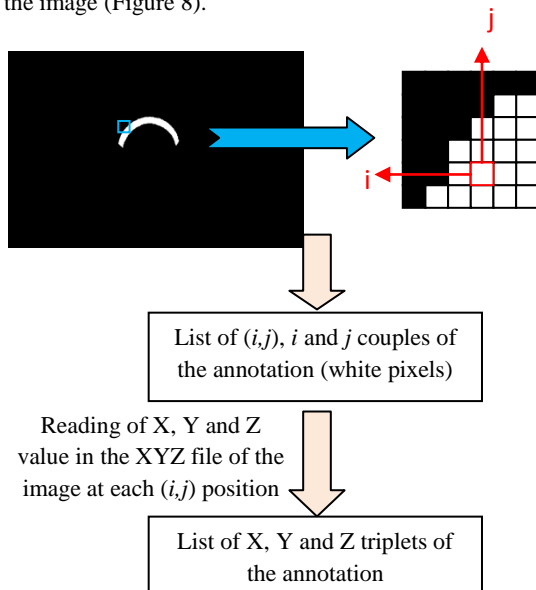 the image (Figure 8).
j
i
List of (i,j), i and j couples of
the annotation (white pixels)
Reading of X, Y and Z
value in the XYZ file of the
image at each (i,j) position
List of X, Y and Z triplets of
the annotation